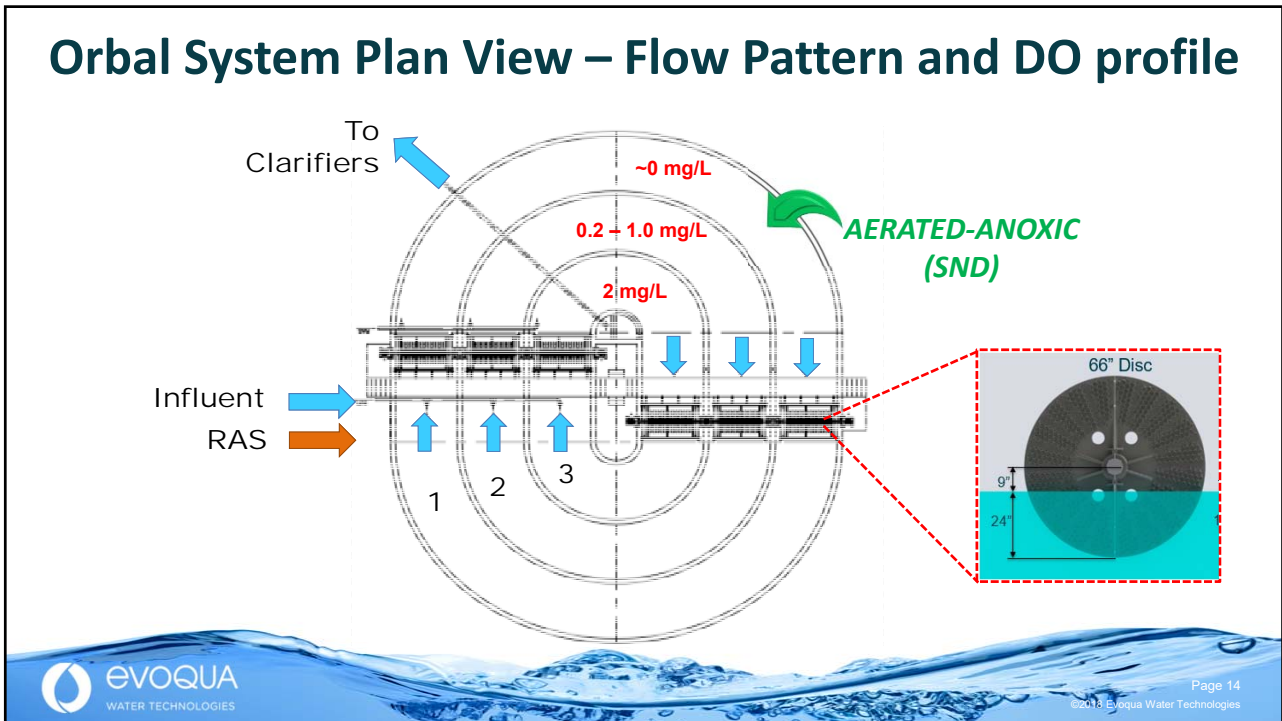 Orbal System Plan View – Flow Pattern and DO profile
To
Clarifiers
~0 mg/L
0.2 – 1.0 mg/L
2 mg/L
AERATED-ANOXIC
(SND)
Influent
RAS
1
2
3
66" Disc
9"
24"
1
evoqua
WATER TECHNOLOGIES
Page 14
©2018 Evoqua Water Technologies